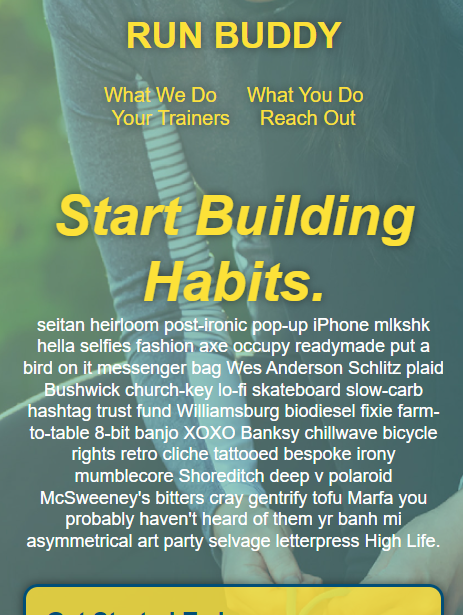 RUN BUDDY
What We Do What You Do
Your Trainers Reach Out
Start Building
Habits.
seitan heirloom post-ironic pop-up iPhone mlkshk
hella selfies fashion axe occupy readymade put a
bird on it messenger bag Wes Anderson Schlitz plaid
Bushwick church-key lo-fi skateboard slow-carb
hashtag trust fund Williamsburg biodiesel fixie farm-
to-table 8-bit banjo XOXO Banksy chillwave bicycle
rights retro cliche tattooed bespoke irony
mumblecore Shoreditch deep v polaroid
McSweeney's bitters cray gentrify tofu Marfa you
probably haven't heard of them yr banh mi
asymmetrical art party selvage letterpress High Life.